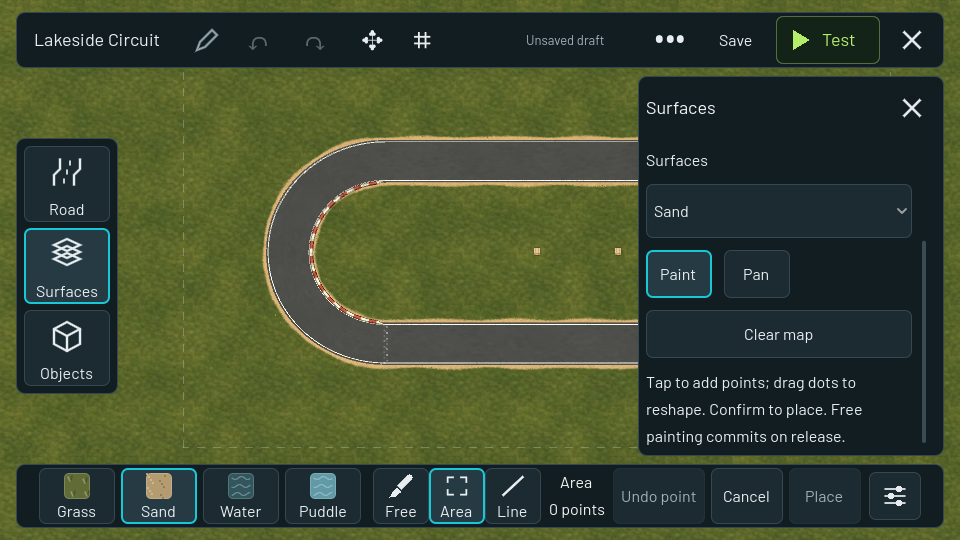 Lakeside Circuit
Unsaved draft
Save
Test
Road
Surfaces
Objects
Surfaces
Surfaces
Sand
Paint
Pan
Clear map
Tap to add points; drag dots to
reshape. Confirm to place. Free
painting commits on release.
Grass
Sand
Water
Puddle
Free
Area
Line
Area
0 points
Undo point
Cancel
Place